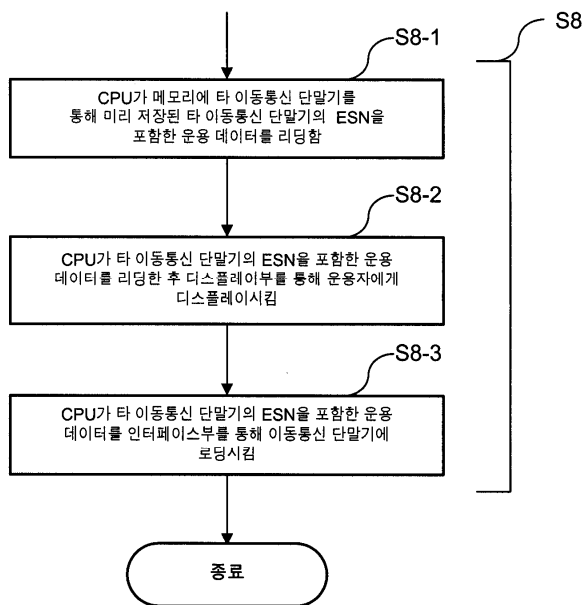 S8
S8-1
CPU가 메모리에 타 이동통신 단말기를
통해 미리 저장된 타 이동통신 단말기의 ESN을
포함한 운용 데이터를 리딩함
S8-2
CPU가 타 이동통신 단말기의 ESN을 포함한 운용
데이터를 리딩한 후 디스플레이부를 통해 운용자에게
디스플레이시킴
S8-3
CPU가 타 이동통신 단말기의 ESN을 포함한 운용
데이터를 인터페이스부를 통해 이동통신 단말기에
로딩시킴
종료